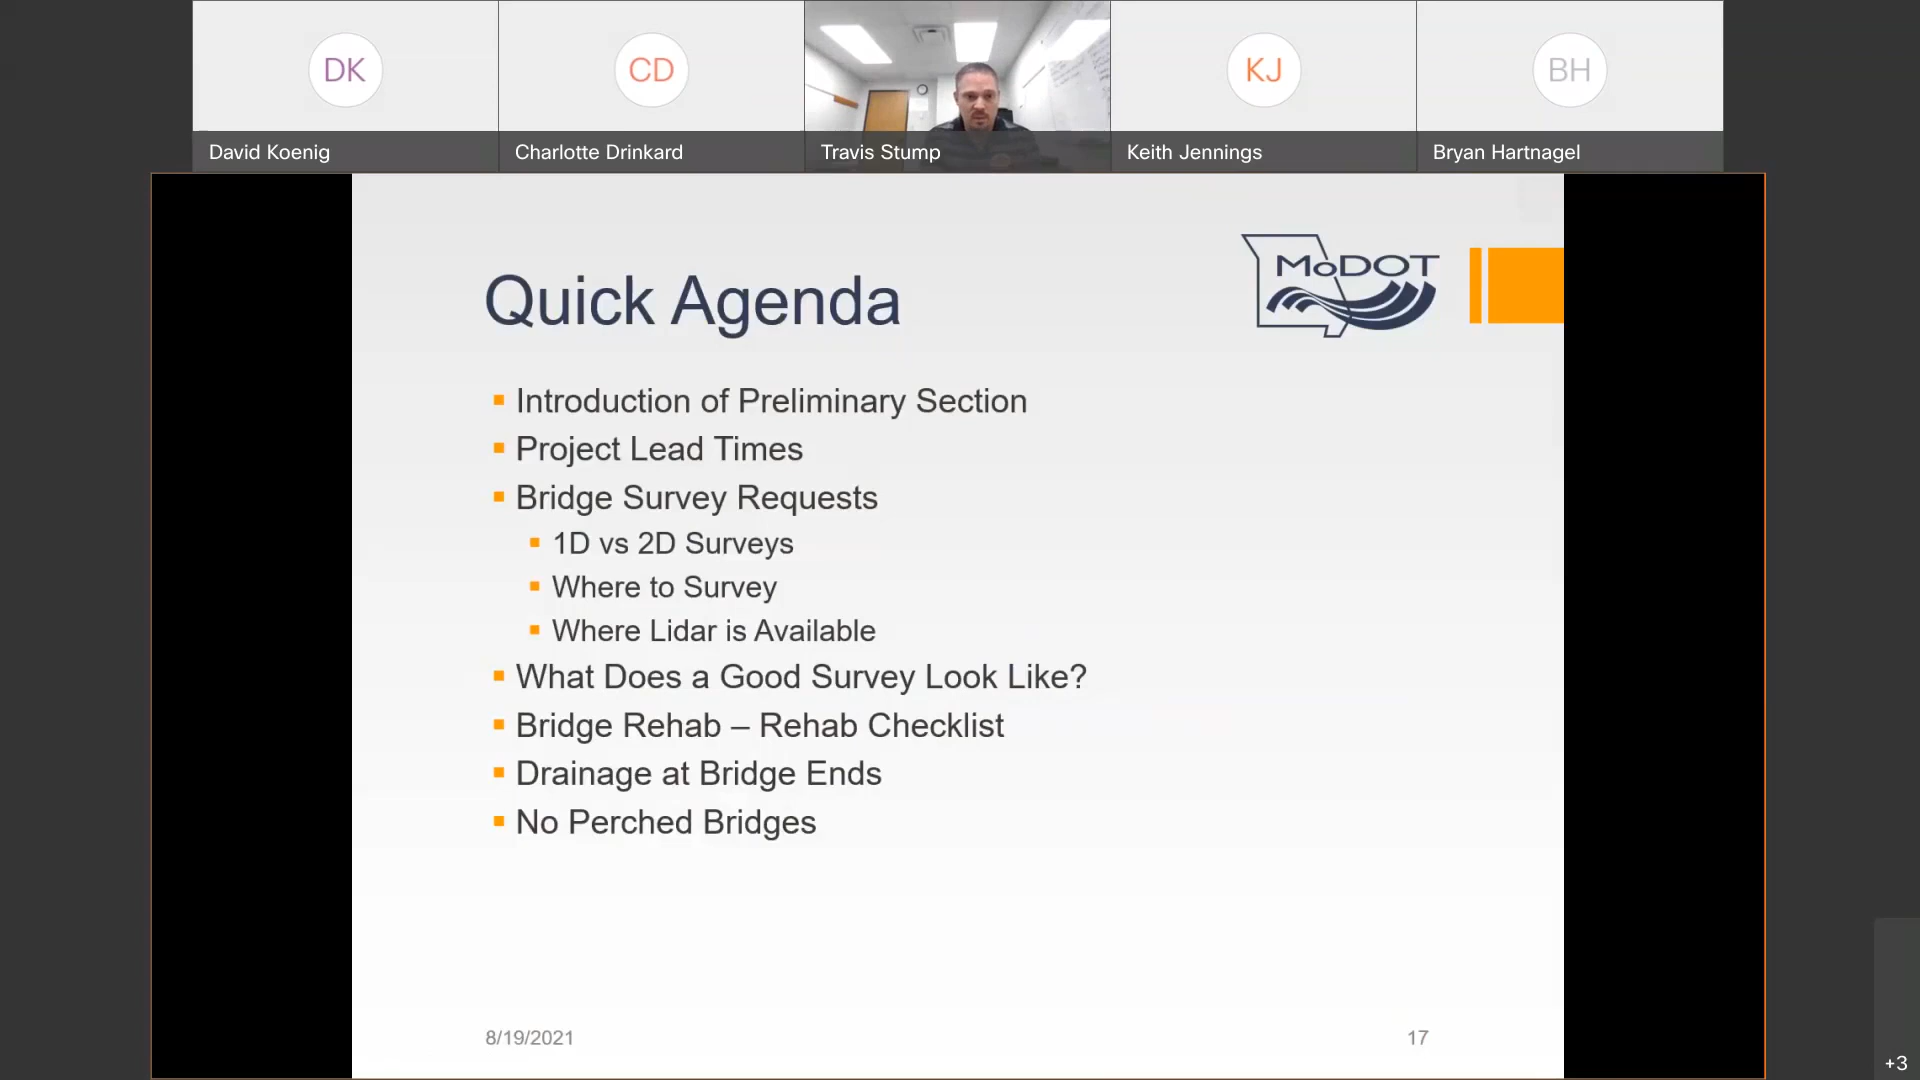 DK
CD
KJ
BH
David Koenig
Charlotte Drinkard
Travis Stump
Keith Jennings
Bryan Hartnagel
MoDOT
Quick Agenda
Introduction of Preliminary Section
Project Lead Times
Bridge Survey Requests
1D vs 2D Surveys
Where to Survey
Where Lidar is Available
What Does a Good Survey Look Like?
Bridge Rehab – Rehab Checklist
Drainage at Bridge Ends
No Perched Bridges
8/19/2021
17
+3